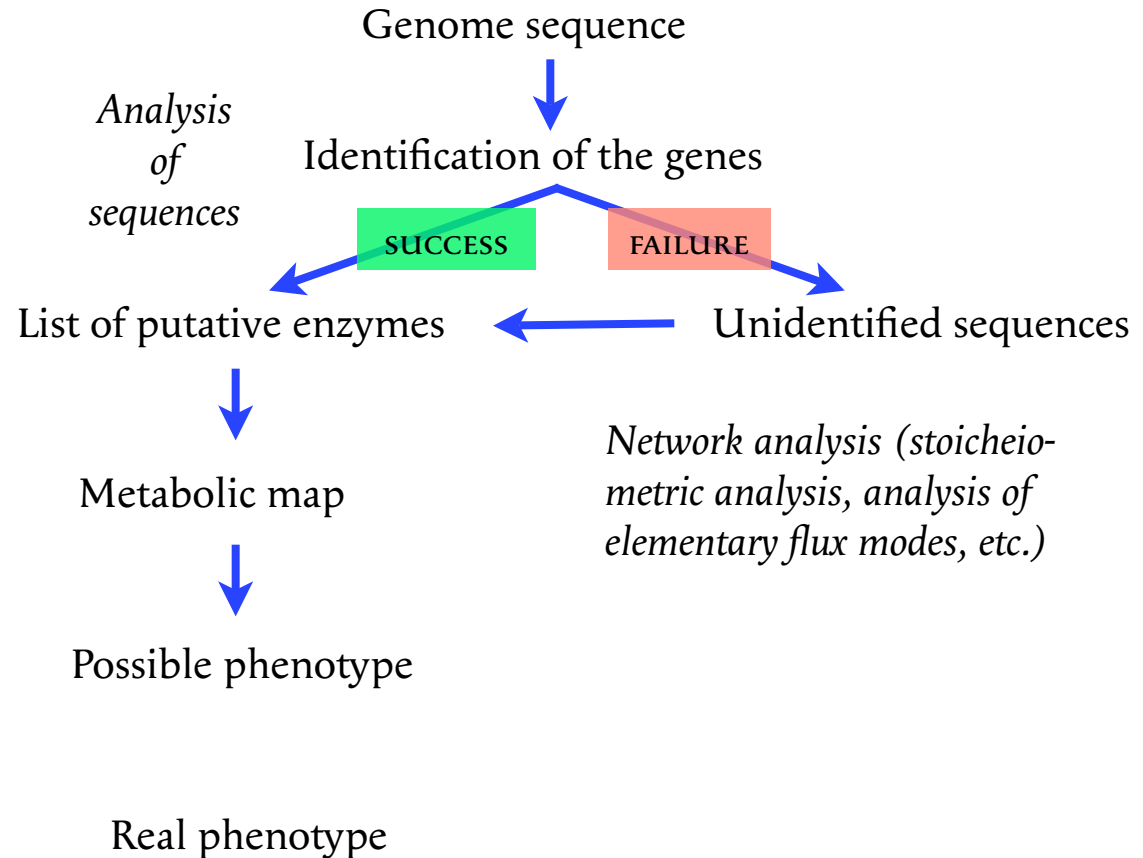 Genome sequence
Analysis
of
sequences
Identification of the genes
SUCCESS
FAILURE
List of putative enzymes
Unidentified sequences
Network analysis (stoicheio-
metric analysis, analysis of
elementary flux modes, etc.)
Metabolic map
Possible phenotype
Real phenotype